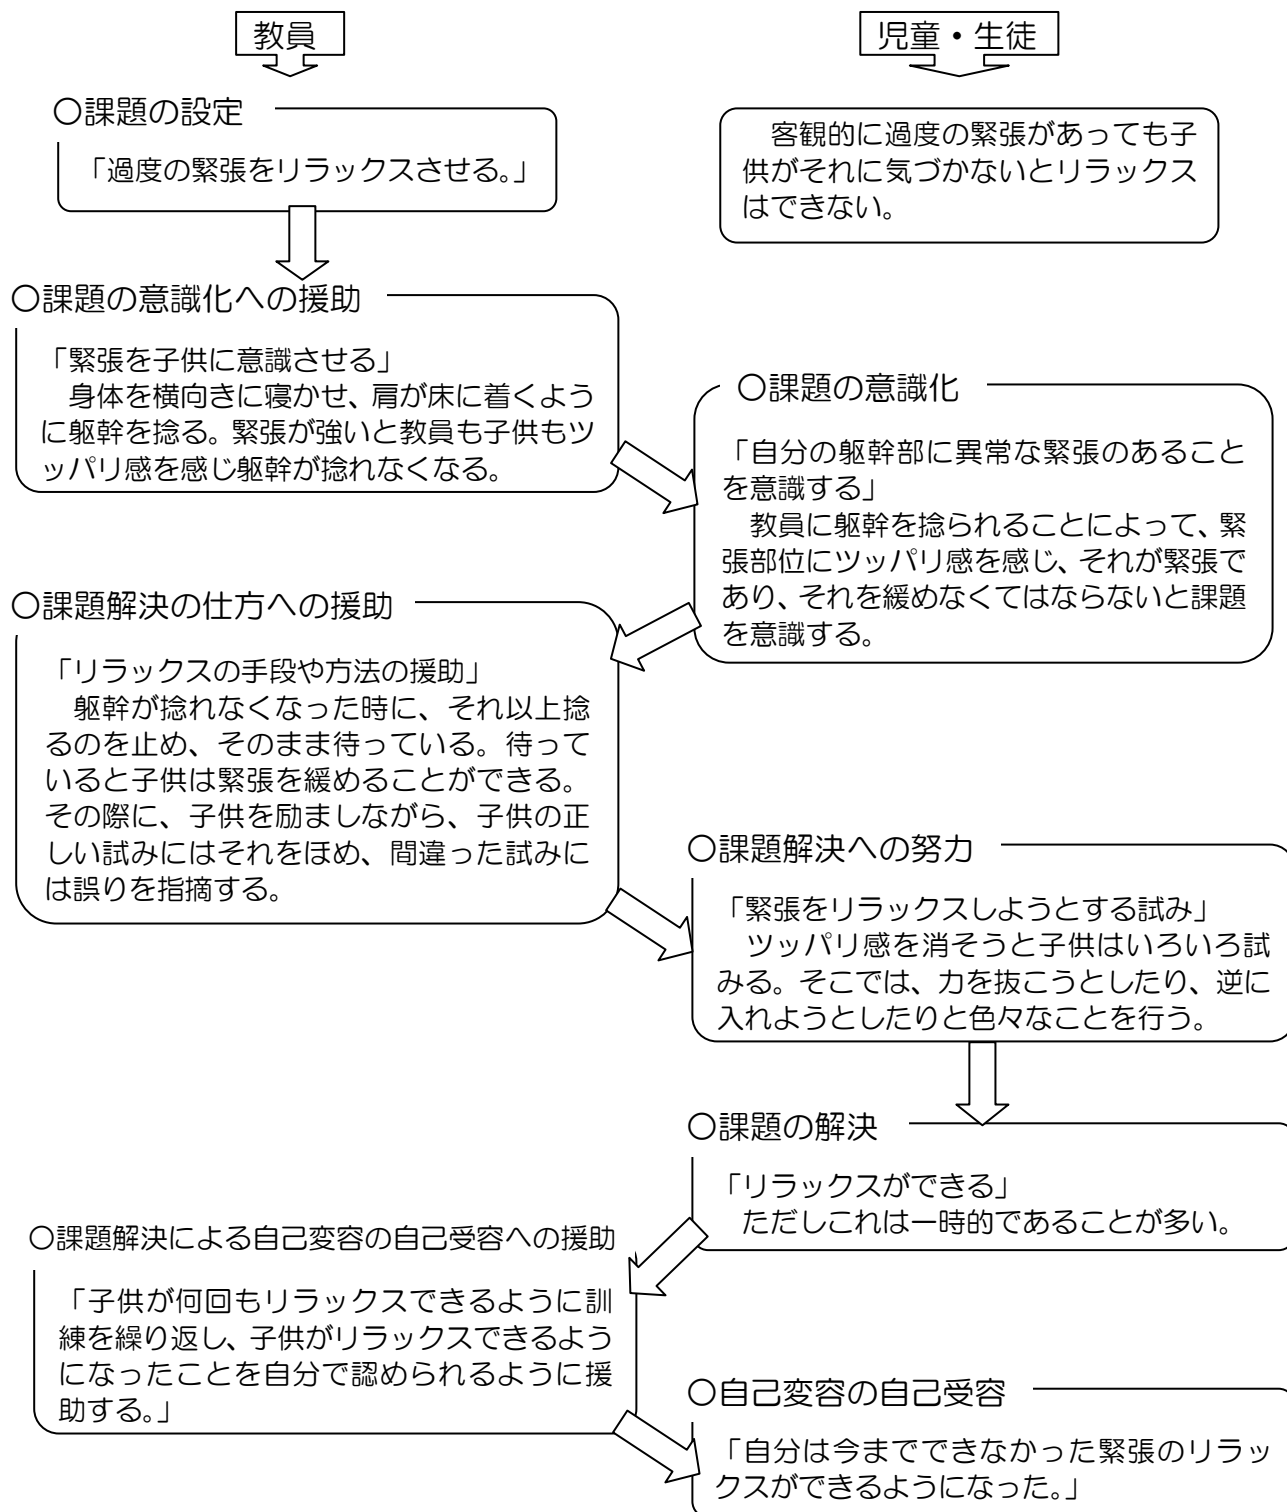 教員
児童・生徒
○課題の設定
「過度の緊張をリラックスさせる。」
客観的に過度の緊張があっても子
供がそれに気づかないとリラックス
はできない。
○課題の意識化への援助
「緊張を子供に意識させる」
身体を横向きに寝かせ、肩が床に着くよう
に躯幹を捻る。緊張が強いと教員も子供もツ
ッパリ感を感じ躯幹が捻れなくなる。
○課題の意識化
「自分の躯幹部に異常な緊張のあること
を意識する」
教員に躯幹を捻られることによって、緊
張部位にツッパリ感を感じ、それが緊張で
あり、それを緩めなくてはならないと課題
を意識する。
○課題解決の仕方への援助
「リラックスの手段や方法の援助」
躯幹が捻れなくなった時に、それ以上捻
るのを止め、そのまま待っている。待って
いると子供は緊張を緩めることができる。
その際に、子供を励ましながら、子供の正
しい試みにはそれをほめ、間違った試みに
は誤りを指摘する。
○課題解決への努力
「緊張をリラックスしようとする試み」
ツッパリ感を消そうと子供はいろいろ試
みる。そこでは、力を抜こうとしたり、逆に
入れようとしたりと色々なことを行う。
○課題の解決
「リラックスができる」
ただしこれは一時的であることが多い。
○課題解決による自己変容の自己受容への援助
「子供が何回もリラックスできるように訓
練を繰り返し、子供がリラックスできるよう
になったことを自分で認められるように援
助する。」
○自己変容の自己受容
「自分は今までできなかった緊張のリラッ
クスができるようになった。」